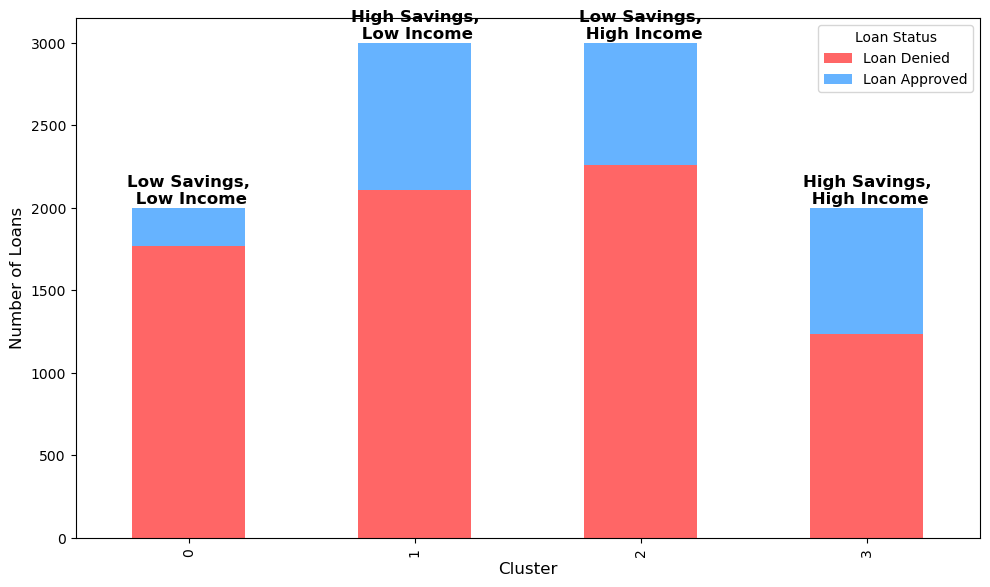 High Savings,
Low Income
Low Savings,
High Income
Loan Status
Loan Denied
Loan Approved
Low Savings,
Low Income
High Savings,
High Income
3000
2500
2000
1500
1000
500
0
Number of Loans
0
1
2
3
Cluster